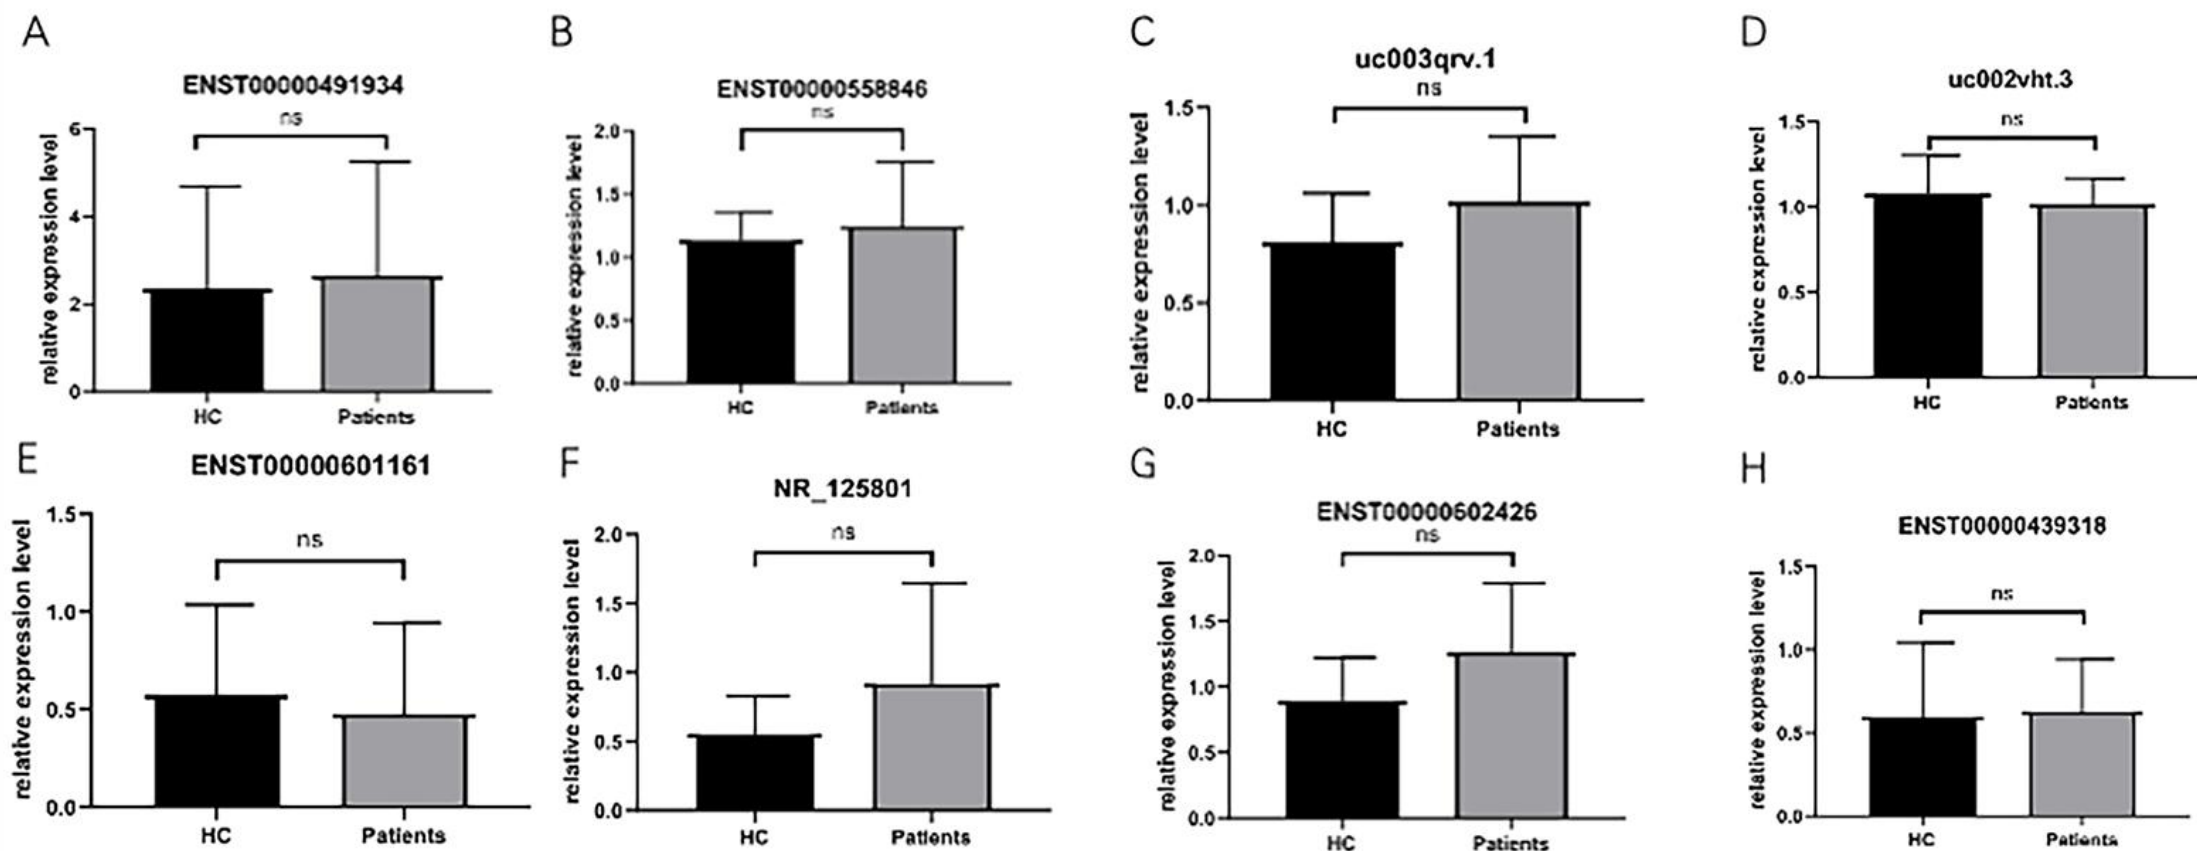 A
ENST00000491934
ns
relative expression level
6
4
2
0
HC
Patients
B
ENST00000558846
ns
relative expression level
2.0
1.5
1.0
0.5
0.0
HC
Patients
C
uc003qrv.1
ns
relative expression level
1.5
1.0
0.5
0.0
HC
Patients
D
uc002vht.3
ns
relative expression level
1.5
1.0
0.5
0.0
HC
Patients
E
ENST00000601161
ns
relative expression level
1.5
1.0
0.5
0.0
HC
Patients
F
NR_125801
ns
relative expression level
2.0
1.5
1.0
0.5
0.0
HC
Patients
G
ENST00000602426
ns
relative expression level
2.0
1.5
1.0
0.5
0.0
HC
Patients
H
ENST00000439318
ns
relative expression level
1.5
1.0
0.5
0.0
HC
Patients